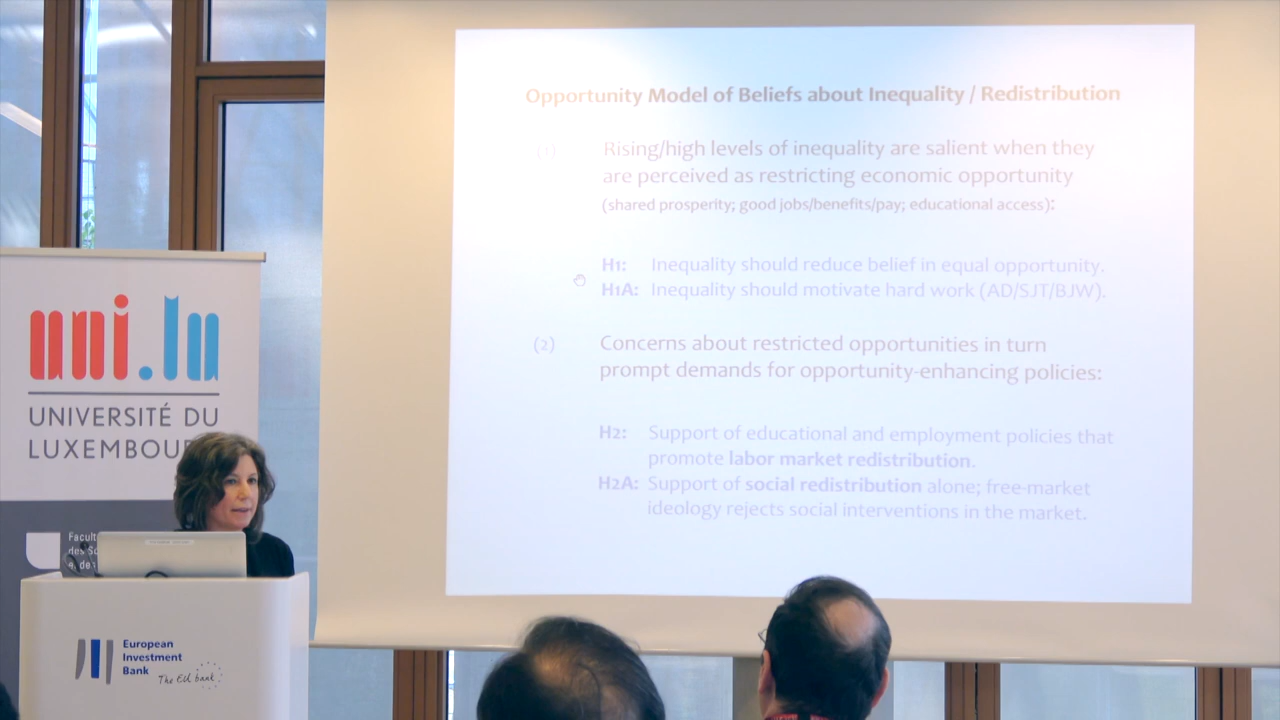 Opportunity Model of Beliefs about Inequality / Redistribution
(1) Rising/high levels of inequality are salient when they
are perceived as restricting economic opportunity
(shared prosperity; good jobs/benefits/pay; educational access):
H1: Inequality should reduce belief in equal opportunity.
H1A: Inequality should motivate hard work (AD/SJT/BJW).
(2) Concerns about restricted opportunities in turn
prompt demands for opportunity-enhancing policies:
H2: Support of educational and employment policies that
promote labor market redistribution.
H2A: Support of social redistribution alone; free-market
ideology rejects social interventions in the market.
uni.lu
UNIVERSITÉ DU
LUXEMBOU
Facult
des Sc
e. de
European
Investment
Bank
The EU bank